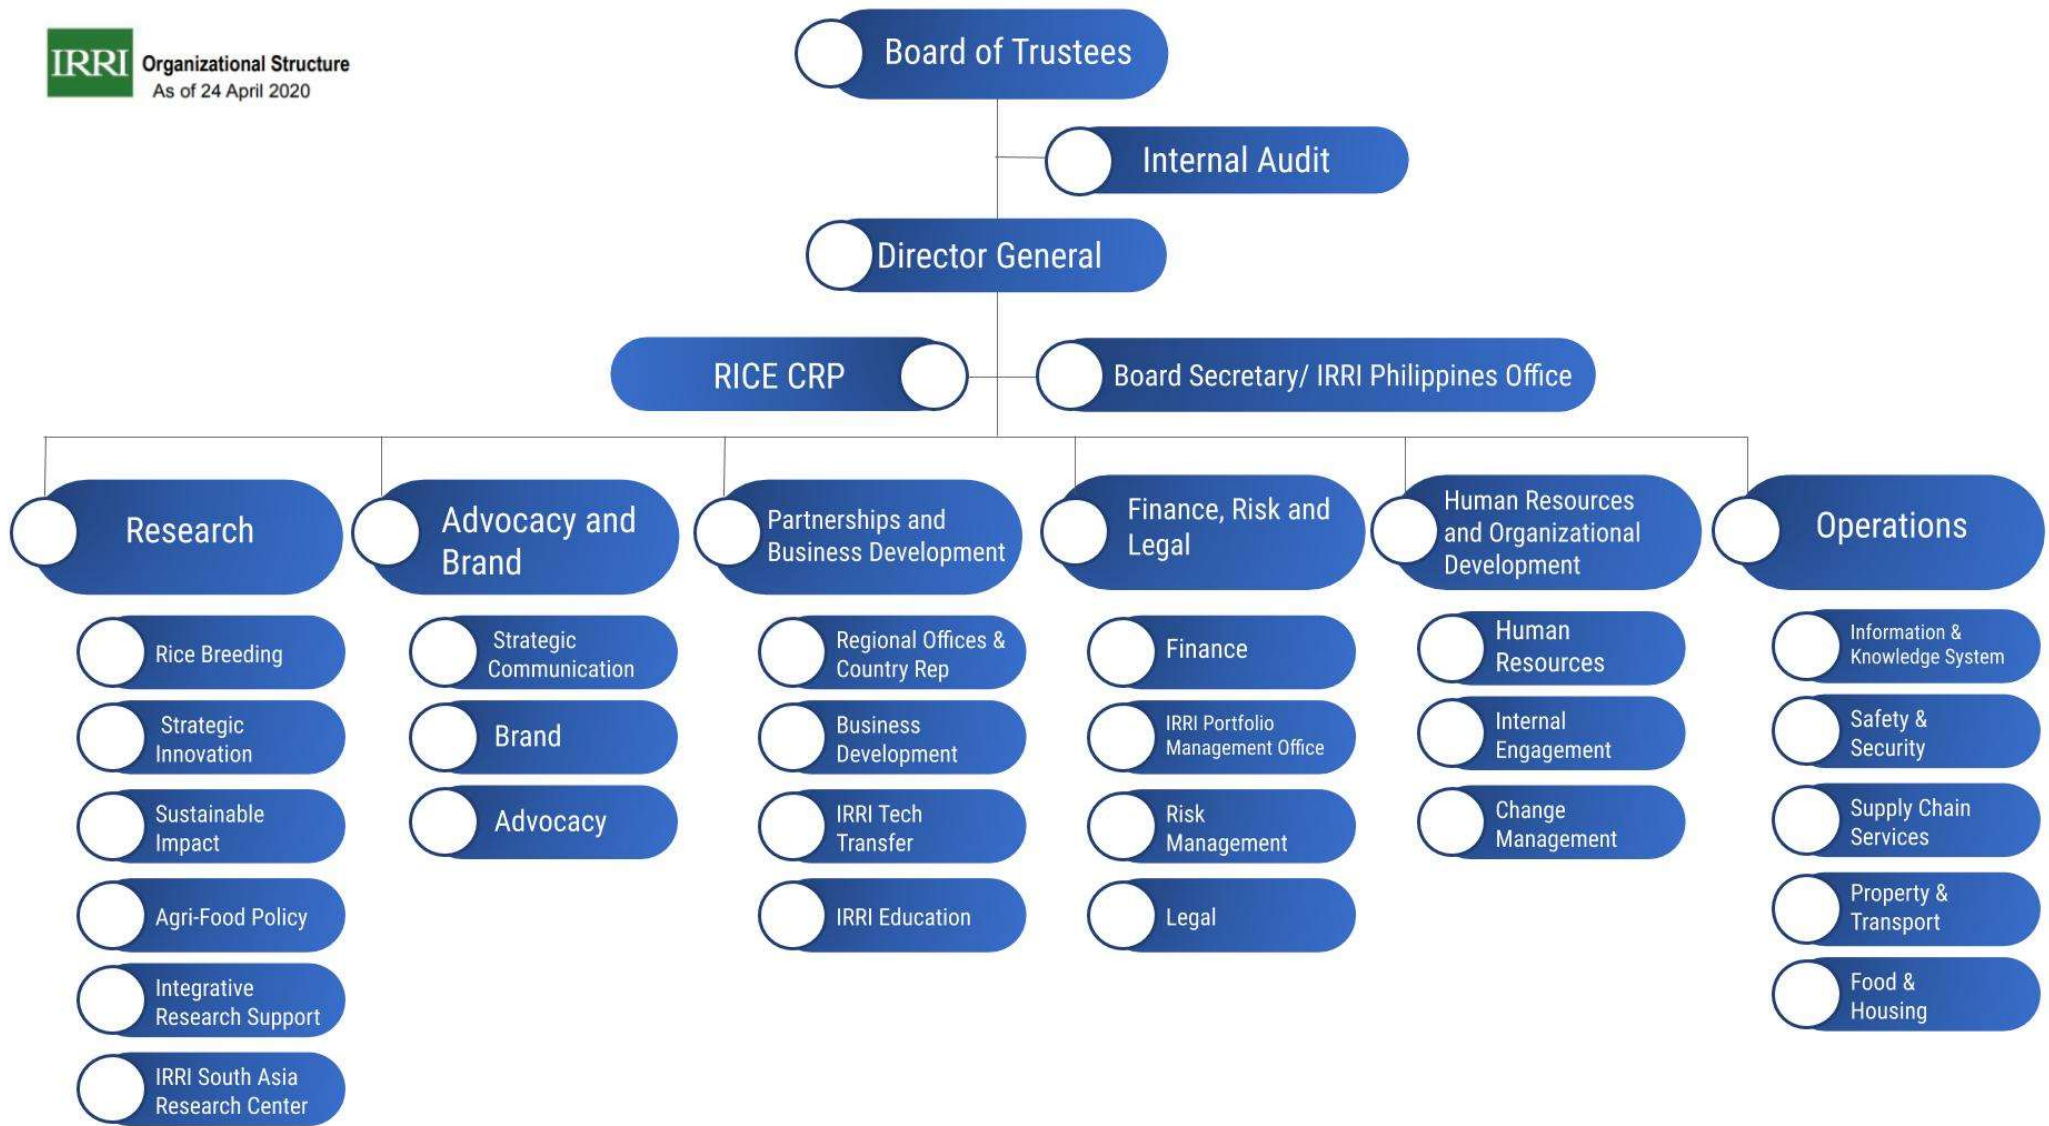 IRRI
Organizational Structure
As of 24 April 2020
Board of Trustees
Internal Audit
Director General
RICE CRP
Board Secretary/ IRRI Philippines Office
Research
Rice Breeding
Strategic
Innovation
Sustainable
Impact
Agri-Food Policy
Integrative
Research Support
IRRI South Asia
Research Center
Advocacy and
Brand
Strategic
Communication
Brand
Advocacy
Partnerships and
Business Development
Regional Offices &
Country Rep
Business
Development
IRRI Tech
Transfer
IRRI Education
Finance, Risk and
Legal
Finance
IRRI Portfolio
Management Office
Risk
Management
Legal
Human Resources
and Organizational
Development
Human
Resources
Internal
Engagement
Change
Management
Operations
Information &
Knowledge System
Safety &
Security
Supply Chain
Services
Property &
Transport
Food &
Housing